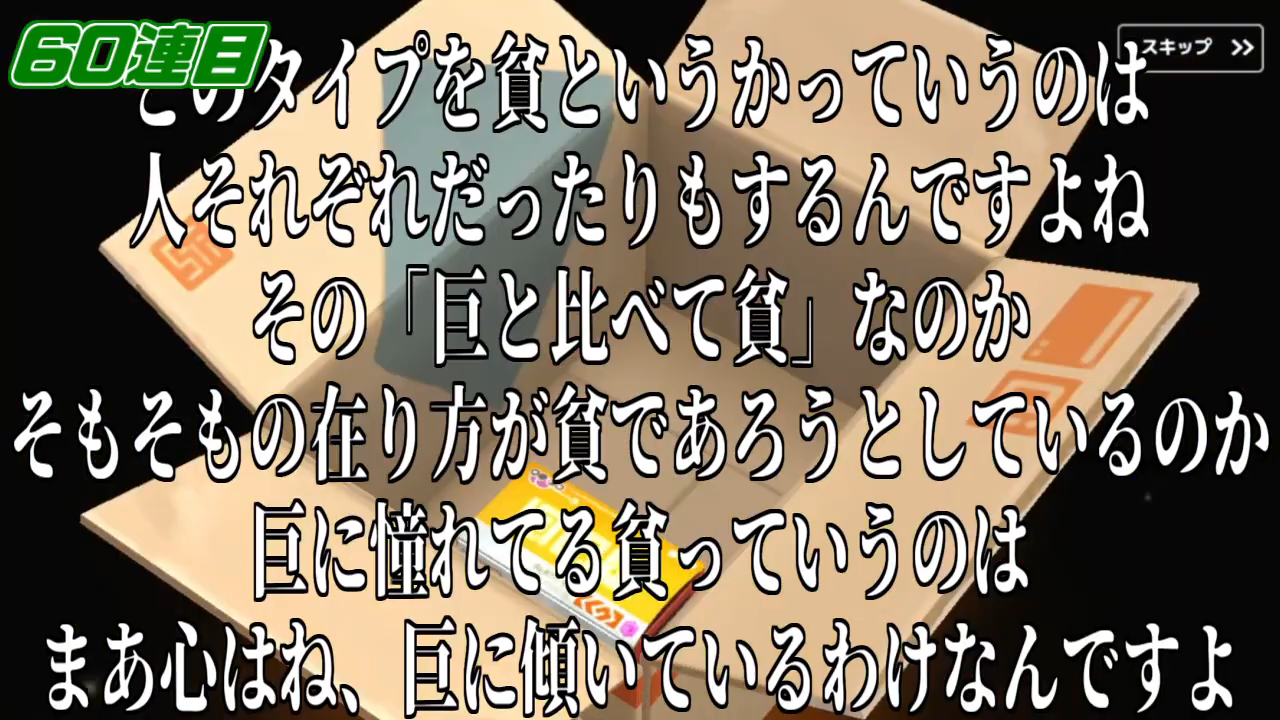 60連目
スキップ
このタイプを貧というかっていうのは
人それぞれだったりもするんですよね
その「巨と比べて貧」なのか
そもそもの在り方が貧であろうとしているのか
巨に憧れてる貧っていうのは
まあ心はね、巨に傾いているわけなんですよ